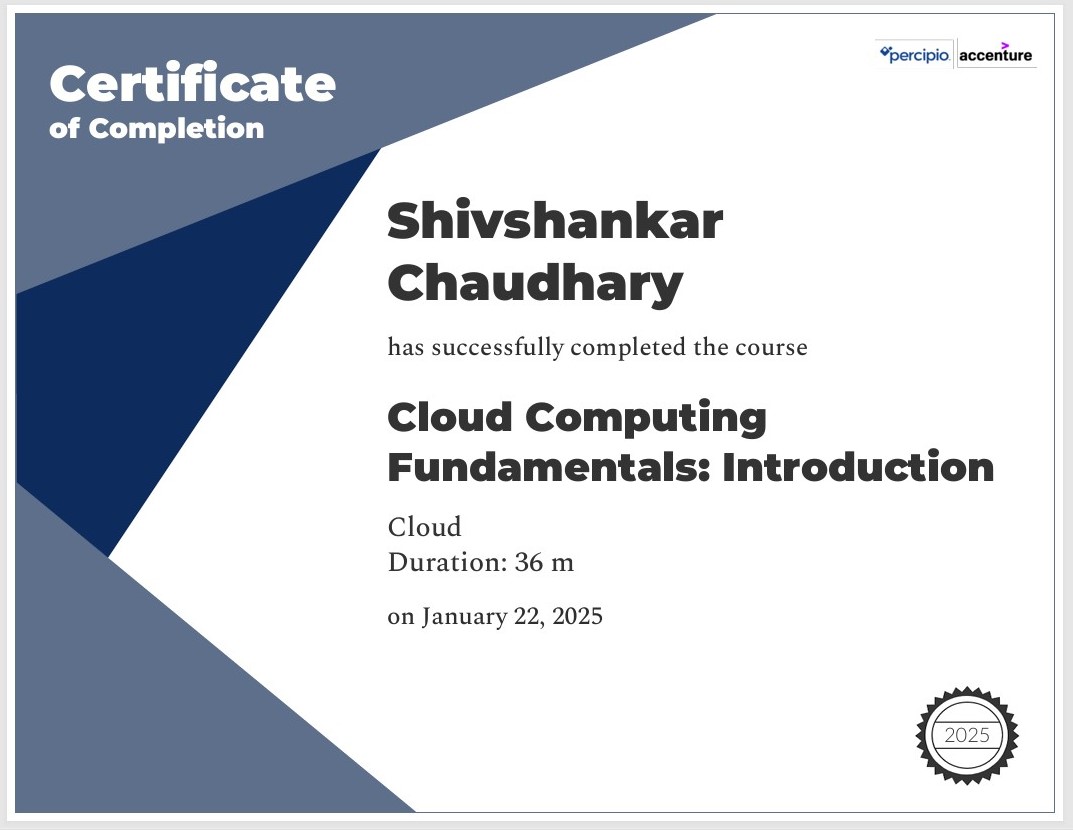 Certificate
of Completion
percipio.
accenture
Shivshankar
Chaudhary
has successfully completed the course
Cloud Computing
Fundamentals: Introduction
Cloud
Duration: 36 m
on January 22, 2025
2025